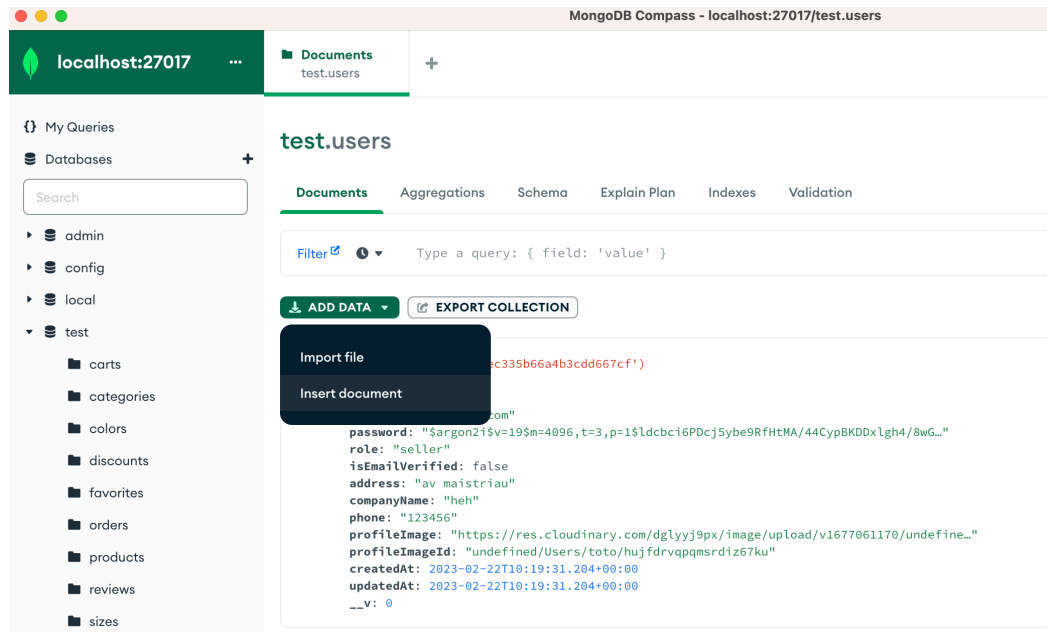 MongoDB Compass - localhost:27017/test.users
localhost:27017
Documents
test.users
My Queries
Databases
Search
admin
config
local
test
carts
categories
colors
discounts
favorites
orders
products
reviews
sizes
test.users
Documents Aggregations Schema Explain Plan Indexes Validation
Filter Type a query: { field: 'value' }
ADD DATA EXPORT COLLECTION
Import file
Insert document
ec335b66a4b3cdd667cf')
com"
password: "$argon2i$v=19$m=4096,t=3,p=1$ldcbci6PDcj5ybe9RfHtMA/44CypBKDDxlgh4/8wG…"
role: "seller"
isEmailVerified: false
address: "av maistriau"
companyName: "heh"
phone: "123456"
profileImage: "https://res.cloudinary.com/dglyyj9px/image/upload/v1677061170/undefine…"
profileImageId: "undefined/Users/toto/hujfdrvqpqmsrdiz67ku"
createdAt: 2023-02-22T10:19:31.204+00:00
updatedAt: 2023-02-22T10:19:31.204+00:00
__v: 0